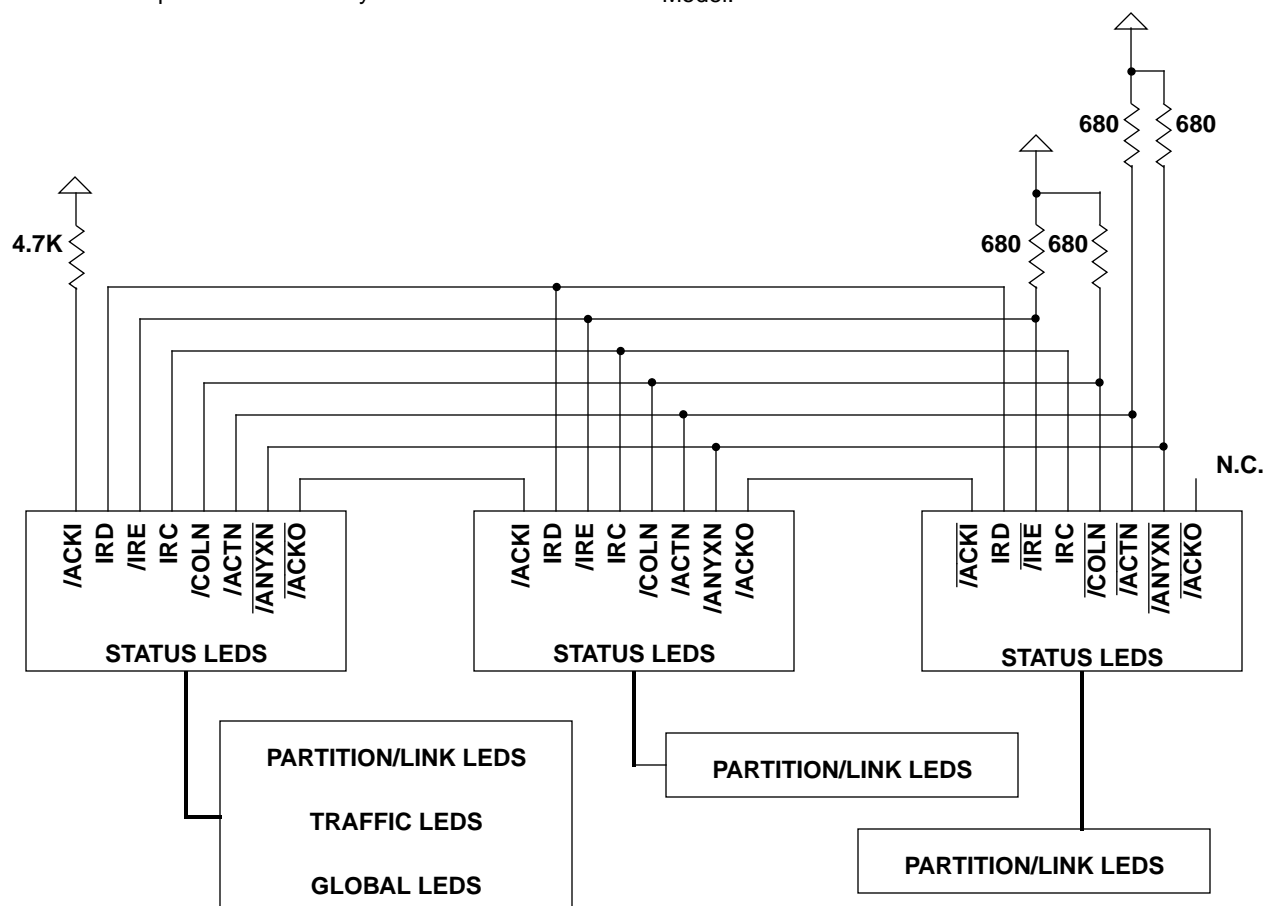 Model.
680
680
4.7K
680
680
N.C.
/ACKI
IRD
/IRE
IRC
/COLN
/ACTN
/ANYXN
/ACKO
/ACKI
IRD
/IRE
IRC
/COLN
/ACTN
/ANYXN
/ACKO
/ACKI
IRD
/IRE
IRC
/COLN
/ACTN
/ANYXN
/ACKO
STATUS LEDS
STATUS LEDS
STATUS LEDS
PARTITION/LINK LEDS
TRAFFIC LEDS
GLOBAL LEDS
PARTITION/LINK LEDS
PARTITION/LINK LEDS